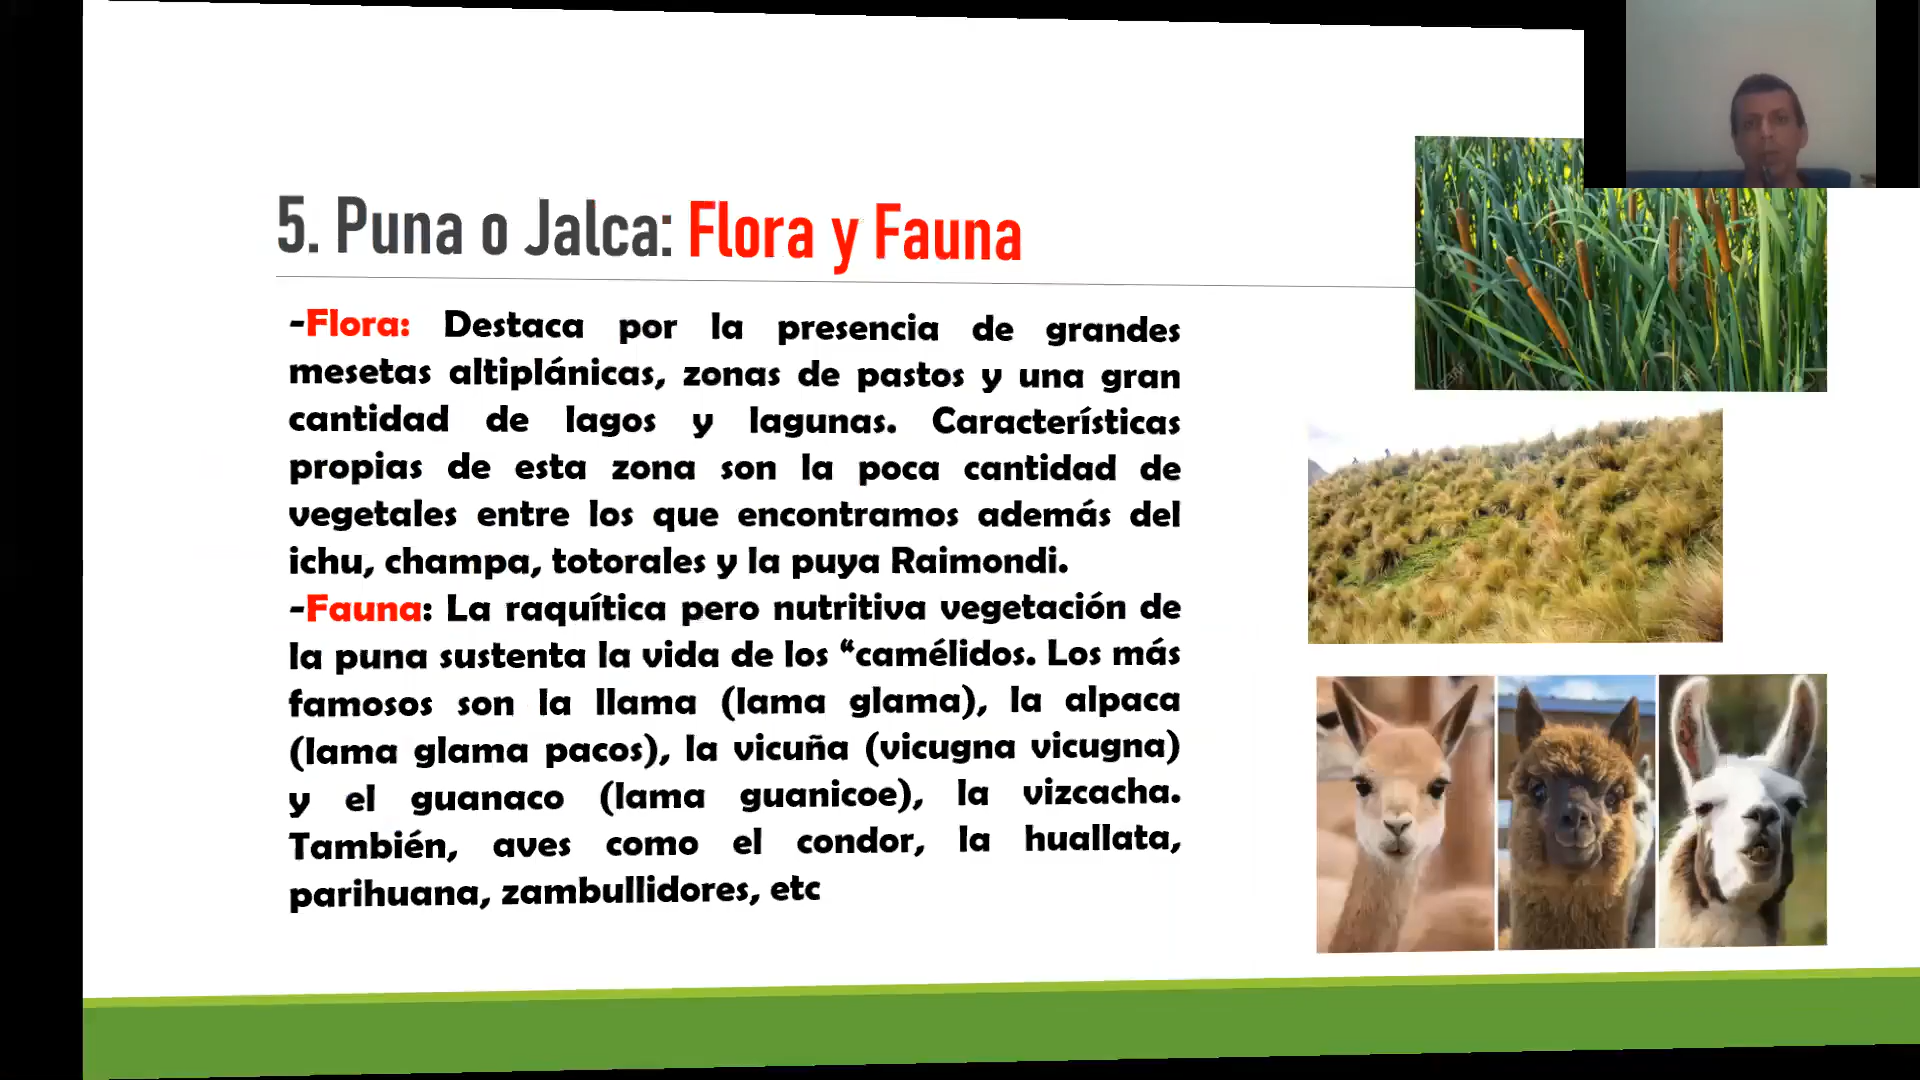 5. Puna o Jalca: Flora y Fauna
-Flora: Destaca por la presencia de grandes
mesetas altiplánicas, zonas de pastos y una gran
cantidad de lagos y lagunas. Características
propias de esta zona son la poca cantidad de
vegetales entre los que encontramos además del
ichu, champa, totorales y la puya Raimondi.
-Fauna: La raquítica pero nutritiva vegetación de
la puna sustenta la vida de los “camélidos. Los más
famosos son la llama (lama glama), la alpaca
(lama glama pacos), la vicuña (vicugna vicugna)
y el guanaco (lama guanicoe), la vizcacha.
También, aves como el condor, la huallata,
parihuana, zambullidores, etc